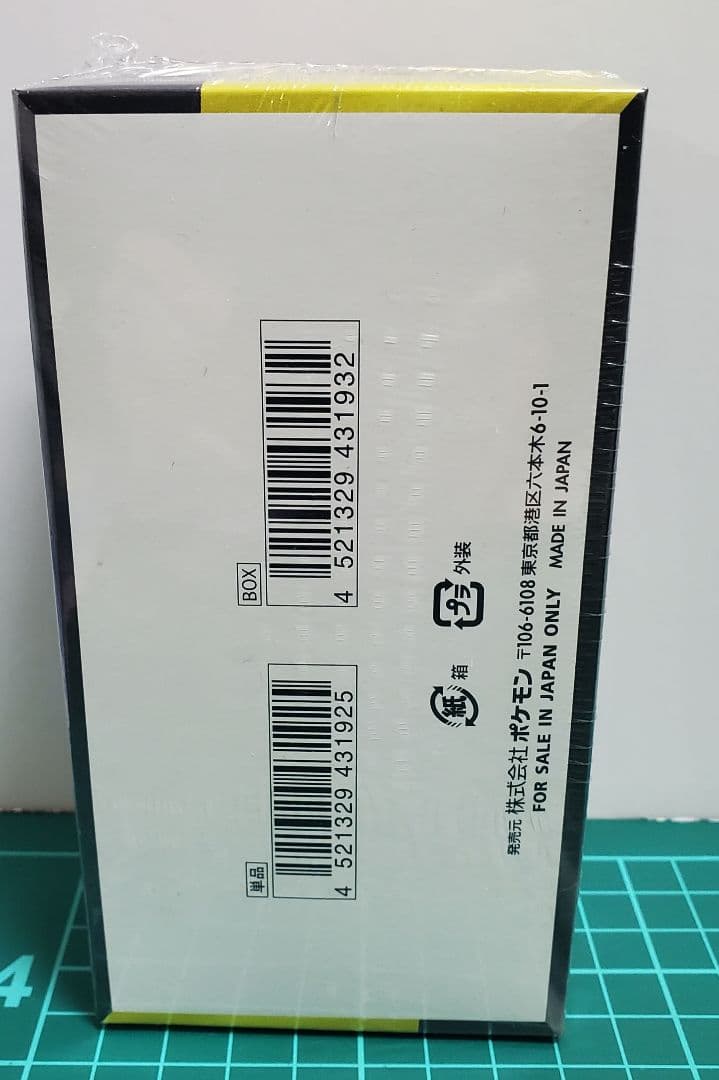 単品
4 521329 431925
BOX
4 521329 431932
紙 箱
プラ 外装
発売元 株式会社 ポケモン 〒106-6108 東京都港区六本木6-10-1
FOR SALE IN JAPAN ONLY MADE IN JAPAN
4